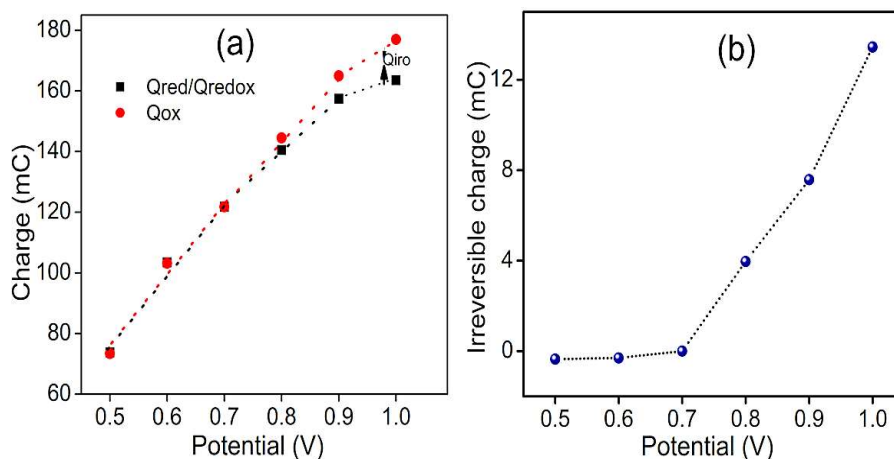 (a)
Qred/Qredox
Qox
Qiro
Charge (mC)
180
160
140
120
100
80
60
0.5 0.6 0.7 0.8 0.9 1.0
Potential (V)
(b)
Irreversible charge (mC)
12
8
4
0
0.5 0.6 0.7 0.8 0.9 1.0
Potential (V)